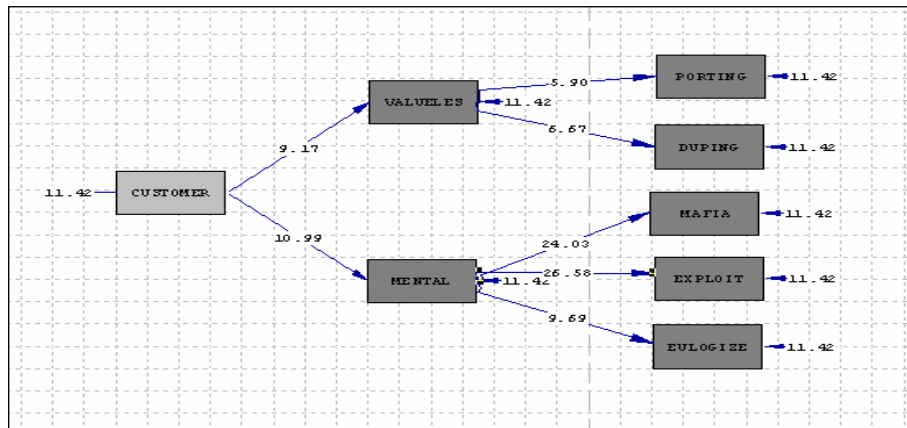 PORTING
11.42
5.90
VALUELES
11.42
6.67
DUPING
11.42
9.17
11.42
CUSTOMER
MAFIA
11.42
10.99
24.03
MENTAL
11.42
26.58
EXPLOIT
11.42
9.69
EULOGIZE
11.42